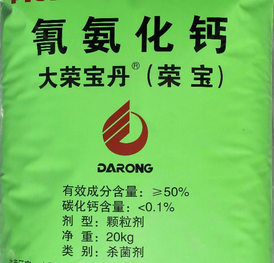 氰氨化钙
大荣宝丹®(荣宝)
DARONG
有效成分含量:≥50%
碳化钙含量:<0.1%
剂 型:颗粒剂
净 重:20kg
类 别:杀菌剂